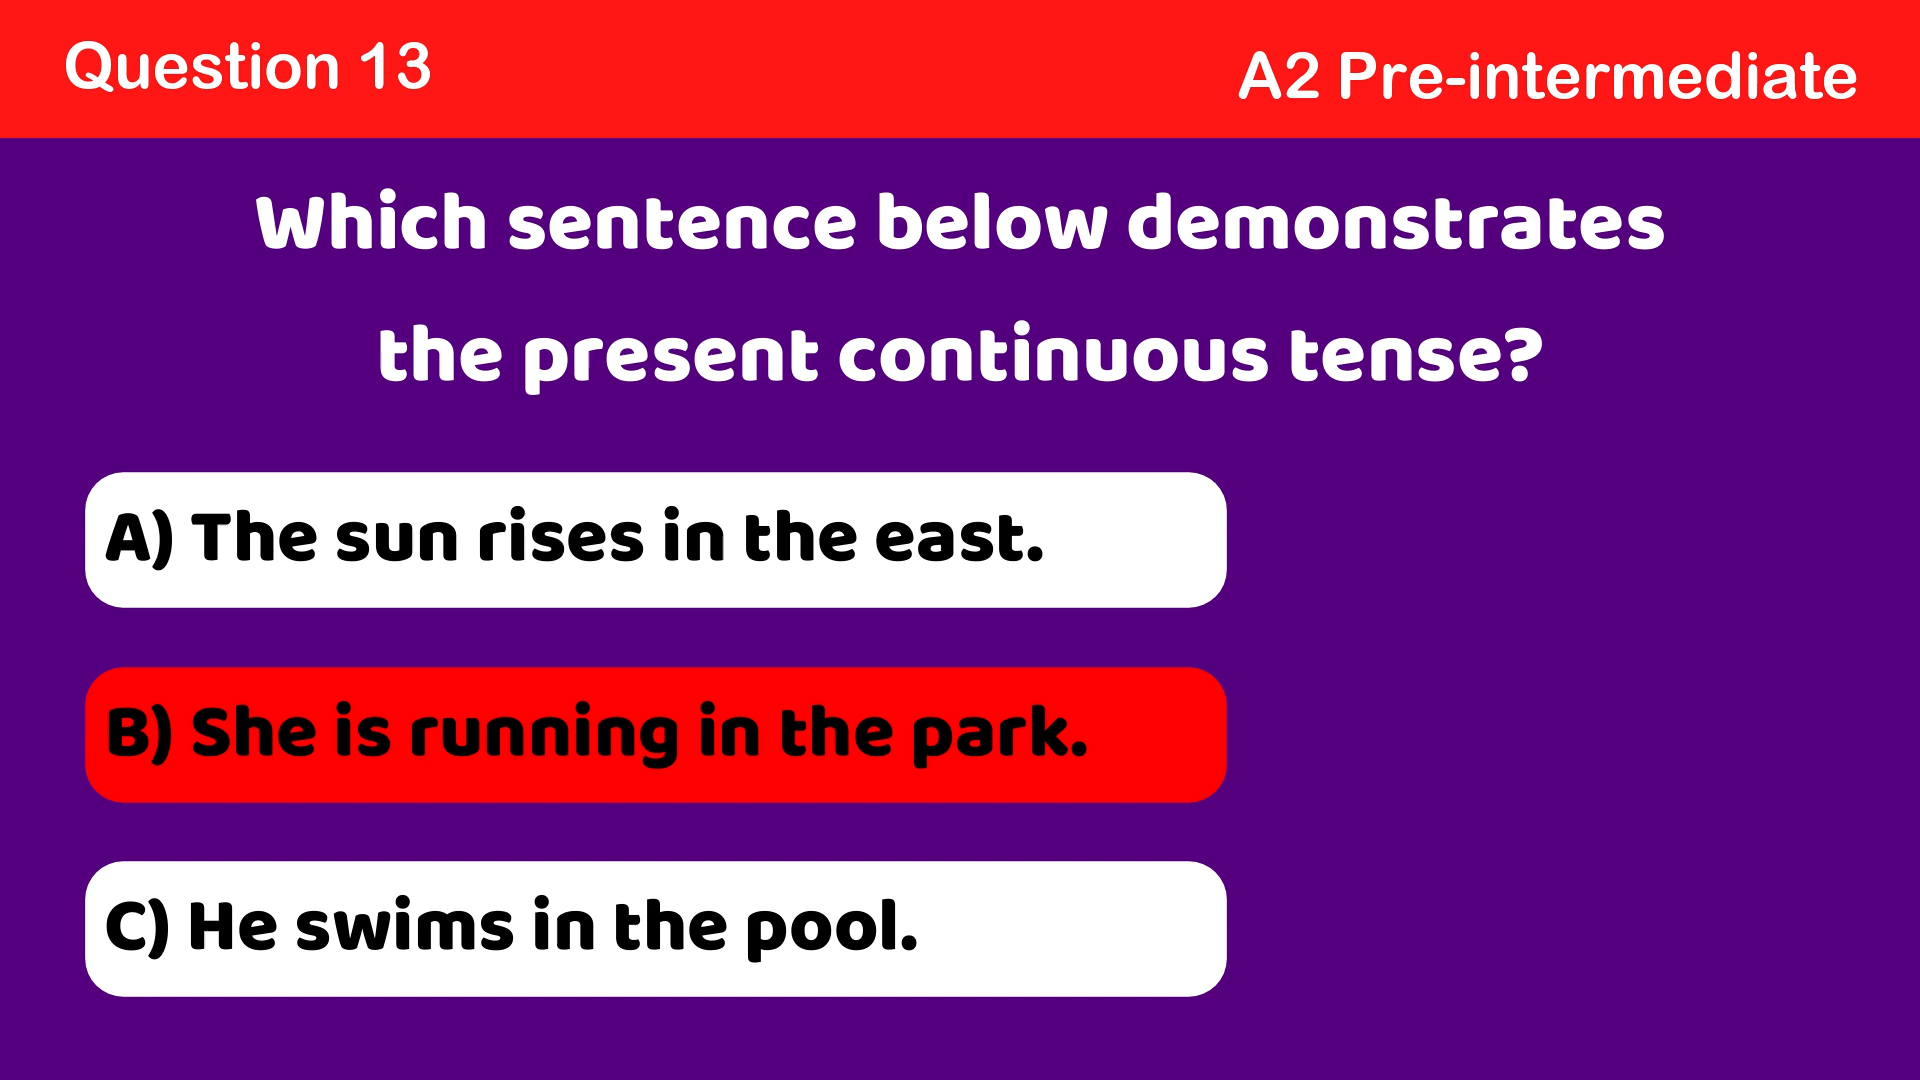 Question 13
A2 Pre-intermediate
Which sentence below demonstrates
the present continuous tense?
A) The sun rises in the east.
B) She is running in the park.
C) He swims in the pool.